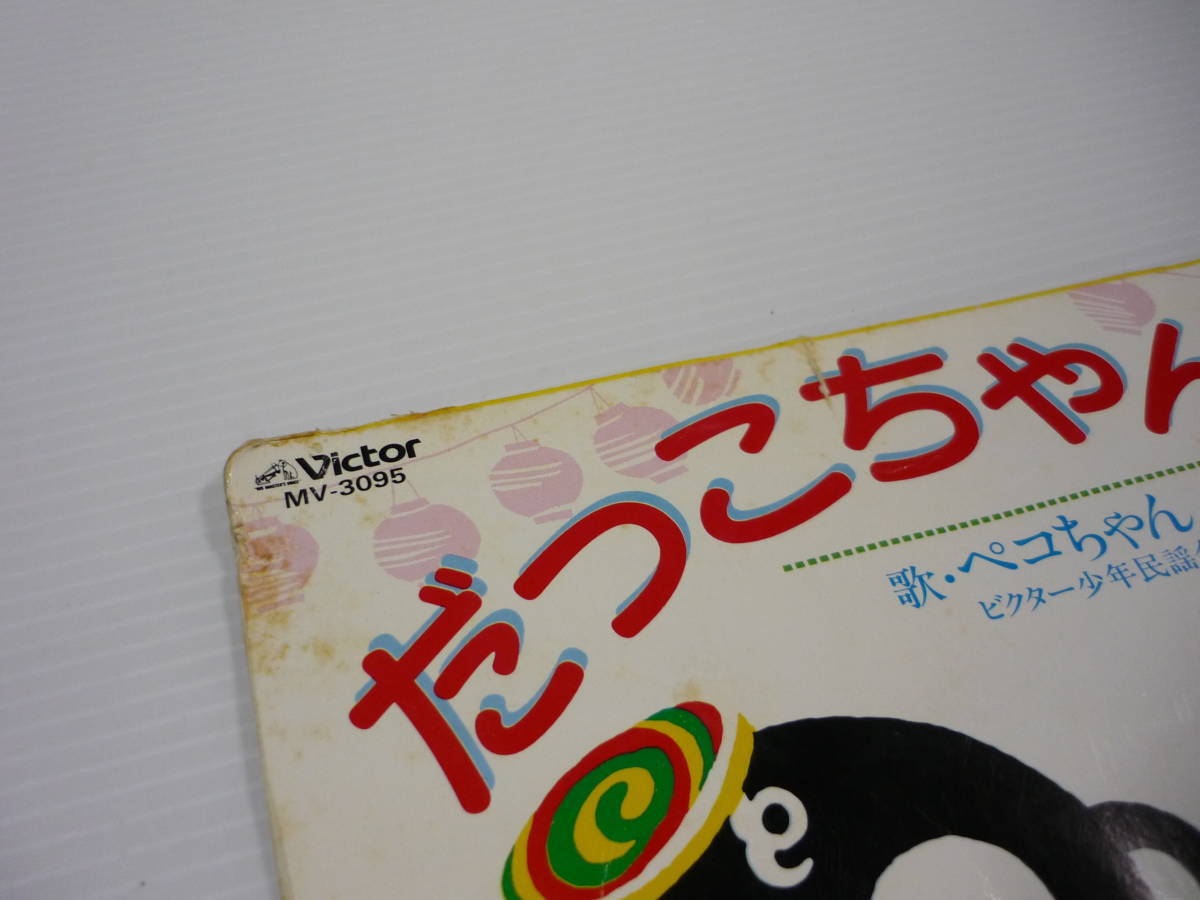 Victor
MV-3095
だっこちゃん
歌・ペコちゃん
ビクター少年民謡